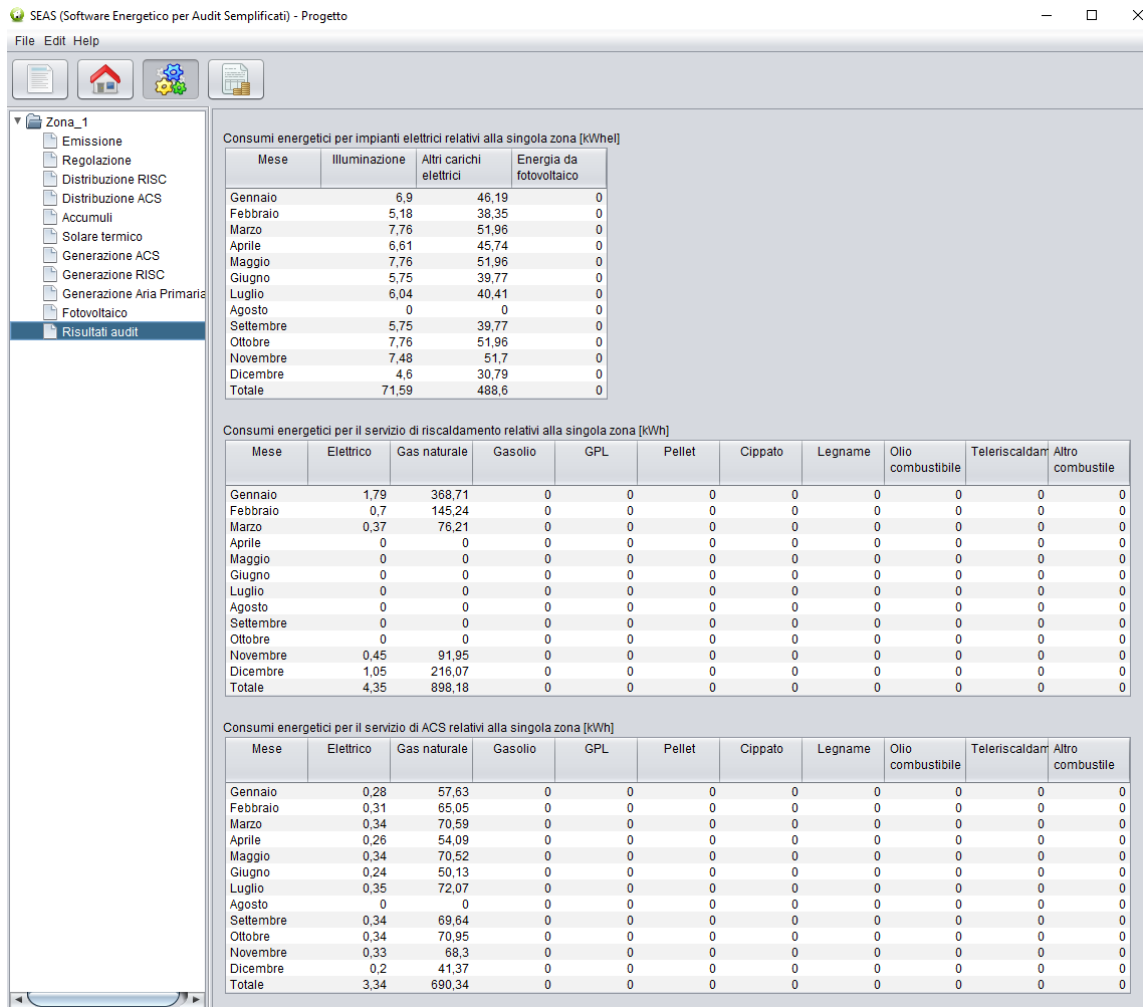 SEAS (Software Energetico per Audit Semplificati) - Progetto
File Edit Help
Zona_1
Emissione
Regolazione
Distribuzione RISC
Distribuzione ACS
Accumuli
Solare termico
Generazione ACS
Generazione RISC
Generazione Aria Primaria
Fotovoltaico
Risultati audit
Consumi energetici per impianti elettrici relativi alla singola zona [kWhel]
Mese Illuminazione Altri carichi elettrici Energia da fotovoltaico
Gennaio 6,9 46,19 0
Febbraio 5,18 38,35 0
Marzo 7,76 51,96 0
Aprile 6,61 45,74 0
Maggio 7,76 51,96 0
Giugno 5,75 39,77 0
Luglio 6,04 40,41 0
Agosto 0 0 0
Settembre 5,75 39,77 0
Ottobre 7,76 51,96 0
Novembre 7,48 51,7 0
Dicembre 4,6 30,79 0
Totale 71,59 488,6 0
Consumi energetici per il servizio di riscaldamento relativi alla singola zona [kWh]
Mese Elettrico Gas naturale Gasolio GPL Pellet Cippato Legname Olio combustibile Teleriscaldam Altro combustile
Gennaio 1,79 368,71 0 0 0 0 0 0 0 0
Febbraio 0,7 145,24 0 0 0 0 0 0 0 0
Marzo 0,37 76,21 0 0 0 0 0 0 0 0
Aprile 0 0 0 0 0 0 0 0 0 0
Maggio 0 0 0 0 0 0 0 0 0 0
Giugno 0 0 0 0 0 0 0 0 0 0
Luglio 0 0 0 0 0 0 0 0 0 0
Agosto 0 0 0 0 0 0 0 0 0 0
Settembre 0 0 0 0 0 0 0 0 0 0
Ottobre 0 0 0 0 0 0 0 0 0 0
Novembre 0,45 91,95 0 0 0 0 0 0 0 0
Dicembre 1,05 216,07 0 0 0 0 0 0 0 0
Totale 4,35 898,18 0 0 0 0 0 0 0 0
Consumi energetici per il servizio di ACS relativi alla singola zona [kWh]
Mese Elettrico Gas naturale Gasolio GPL Pellet Cippato Legname Olio combustibile Teleriscaldam Altro combustile
Gennaio 0,28 57,63 0 0 0 0 0 0 0 0
Febbraio 0,31 65,05 0 0 0 0 0 0 0 0
Marzo 0,34 70,59 0 0 0 0 0 0 0 0
Aprile 0,26 54,09 0 0 0 0 0 0 0 0
Maggio 0,34 70,52 0 0 0 0 0 0 0 0
Giugno 0,24 50,13 0 0 0 0 0 0 0 0
Luglio 0,35 72,07 0 0 0 0 0 0 0 0
Agosto 0 0 0 0 0 0 0 0 0 0
Settembre 0,34 69,64 0 0 0 0 0 0 0 0
Ottobre 0,34 70,95 0 0 0 0 0 0 0 0
Novembre 0,33 68,3 0 0 0 0 0 0 0 0
Dicembre 0,2 41,37 0 0 0 0 0 0 0 0
Totale 3,34 690,34 0 0 0 0 0 0 0 0